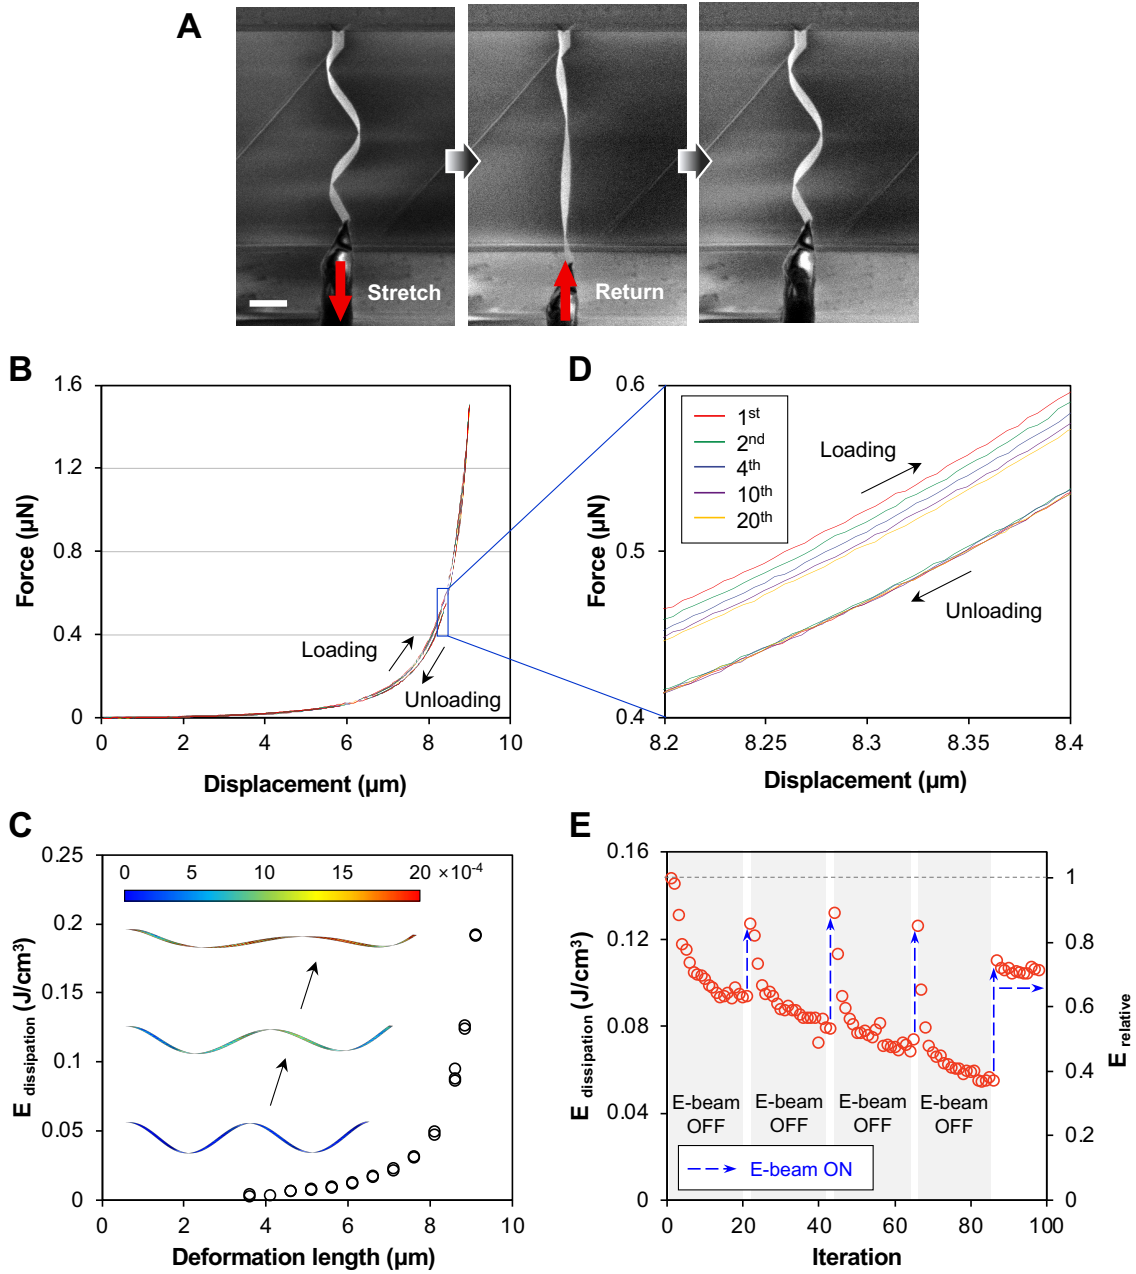 A
Stretch
Return
B
1.6
1.2
0.8
0.4
0
0
2
4
6
8
10
Force (µN)
Displacement (µm)
Loading
Unloading
D
0.6
0.5
0.4
8.2
8.25
8.3
8.35
8.4
Force (µN)
Displacement (µm)
1st
2nd
4th
10th
20th
Loading
Unloading
C
0.25
0.2
0.15
0.1
0.05
0
0
2
4
6
8
10
E dissipation (J/cm³)
Deformation length (µm)
0
5
10
15
20 ×10⁻⁴
E
0.16
0.12
0.08
0.04
0
0
20
40
60
80
100
E dissipation (J/cm³)
Iteration
1
0.8
0.6
0.4
0.2
0
E relative
E-beam
OFF
E-beam
OFF
E-beam
OFF
E-beam
OFF
E-beam ON